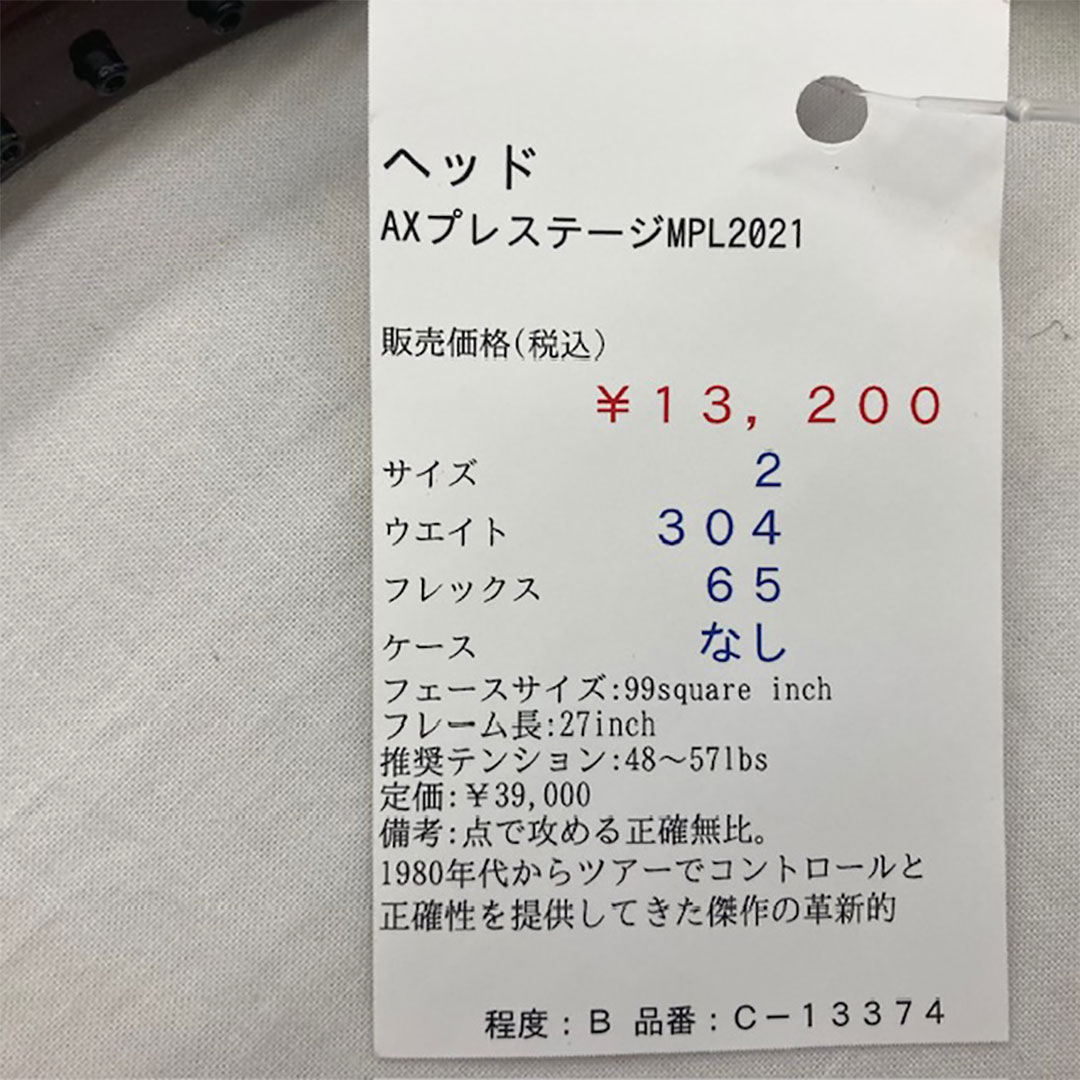 ヘッド
AXプレステージMPL2021
販売価格(税込)
￥１３，２００
サイズ ２
ウエイト ３０４
フレックス ６５
ケース なし
フェースサイズ:99square inch
フレーム長:27inch
推奨テンション:48～57lbs
定価:￥39,000
備考:点で攻める正確無比。
1980年代からツアーでコントロールと
正確性を提供してきた傑作の革新的
程度：Ｂ 品番：Ｃ－１３３７４